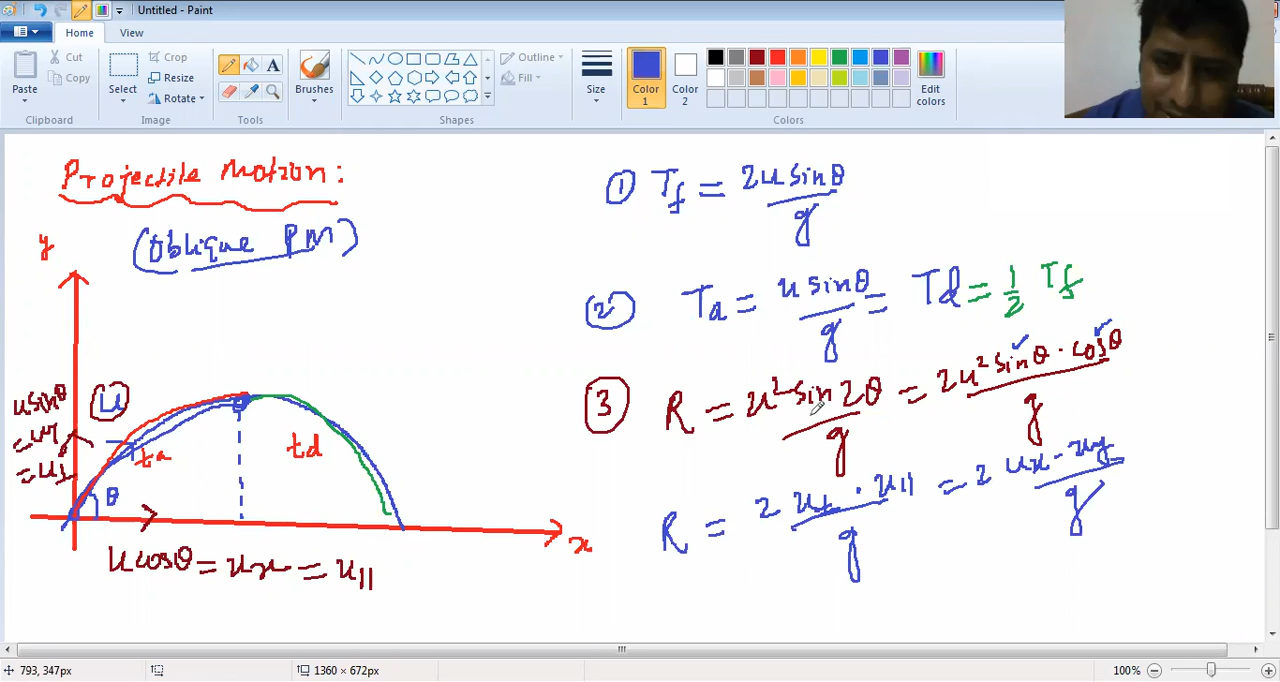 Untitled - Paint
Home View
Paste
Cut
Copy
Clipboard
Select
Crop
Resize
Rotate
Image
A
Tools
Brushes
Outline
Fill
Shapes
Size
Color 1
Color 2
Edit colors
Colors
Projectile Motion:
(Oblique PM)
y
u sinθ
= uy
= u⊥
u
ta
td
θ
x
u cosθ = ux = u||
① Tf = 2u sinθ / g
② Ta = u sinθ / g = Td = 1/2 Tf
③ R = u² sin 2θ / g = 2u² sinθ · cosθ / g
R = 2 u⊥ · u|| / g = 2 ux · uy / g
793, 347px
1360 × 672px
100%